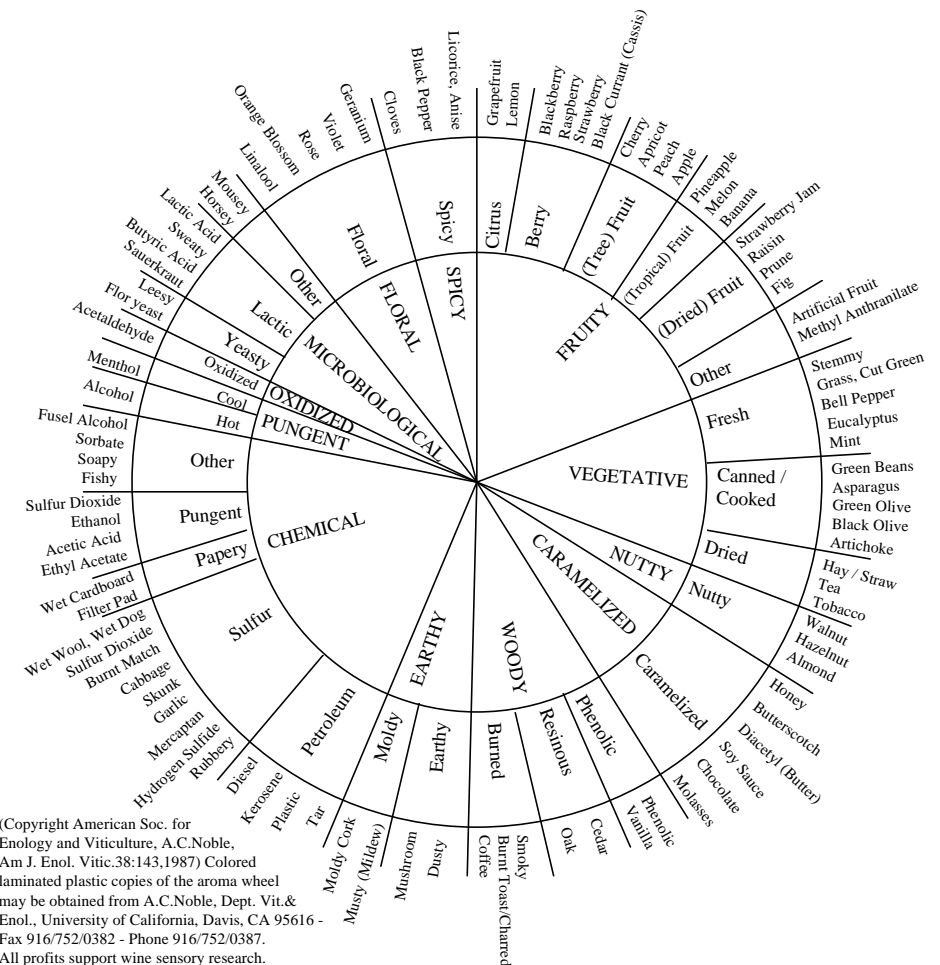 Licorice, Anise
Black Pepper
Cloves
Geranium
Violet
Rose
Orange Blossom
Linalool
Mousey
Horsey
Lactic Acid
Sweaty
Butyric Acid
Sauerkraut
Leesy
Flor yeast
Acetaldehyde
Menthol
Alcohol
Fusel Alcohol
Sorbate
Soapy
Fishy
Sulfur Dioxide
Ethanol
Acetic Acid
Ethyl Acetate
Wet Cardboard
Filter Pad
Wet Wool, Wet Dog
Sulfur Dioxide
Burnt Match
Cabbage
Skunk
Garlic
Mercaptan
Hydrogen Sulfide
Rubbery
Diesel
Kerosene
Plastic
Tar
Moldy Cork
Musty (Mildew)
Mushroom
Dusty
Coffee
Burnt Toast/Charred
Smoky
Oak
Cedar
Vanilla
Phenolic
Molasses
Chocolate
Soy Sauce
Diacetyl (Butter)
Butterscotch
Honey
Almond
Hazelnut
Walnut
Tobacco
Tea
Hay / Straw
Artichoke
Black Olive
Green Olive
Asparagus
Green Beans
Mint
Eucalyptus
Bell Pepper
Grass, Cut Green
Stemmy
Methyl Anthranilate
Artificial Fruit
Fig
Prune
Raisin
Strawberry Jam
Banana
Melon
Pineapple
Apple
Peach
Apricot
Cherry
Black Currant (Cassis)
Strawberry
Raspberry
Blackberry
Lemon
Grapefruit
Spicy
Floral
Other
Lactic
Yeasty
Oxidized
Cool
Hot
Other
Pungent
Papery
Sulfur
Petroleum
Moldy
Earthy
Burned
Resinous
Phenolic
Caramelized
Nutty
Dried
Canned /
Cooked
Fresh
Other
(Dried) Fruit
(Tropical) Fruit
(Tree) Fruit
Berry
Citrus
SPICY
FLORAL
MICROBIOLOGICAL
OXIDIZED
PUNGENT
CHEMICAL
EARTHY
WOODY
CARAMELIZED
NUTTY
VEGETATIVE
FRUITY
(Copyright American Soc. for
Enology and Viticulture, A.C.Noble,
Am J. Enol. Vitic.38:143,1987) Colored
laminated plastic copies of the aroma wheel
may be obtained from A.C.Noble, Dept. Vit.&
Enol., University of California, Davis, CA 95616 -
Fax 916/752/0382 - Phone 916/752/0387.
All profits support wine sensory research.